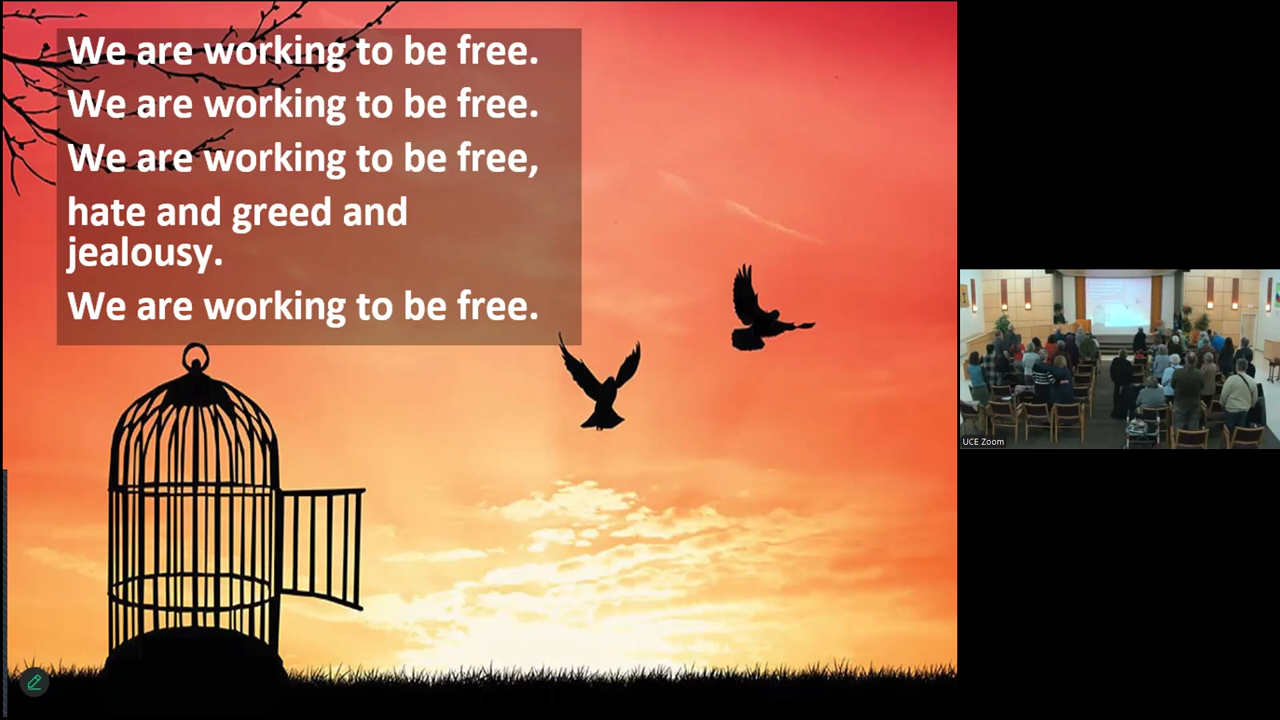 We are working to be free.
We are working to be free.
We are working to be free,
hate and greed and
jealousy.
We are working to be free.
UCE Zoom